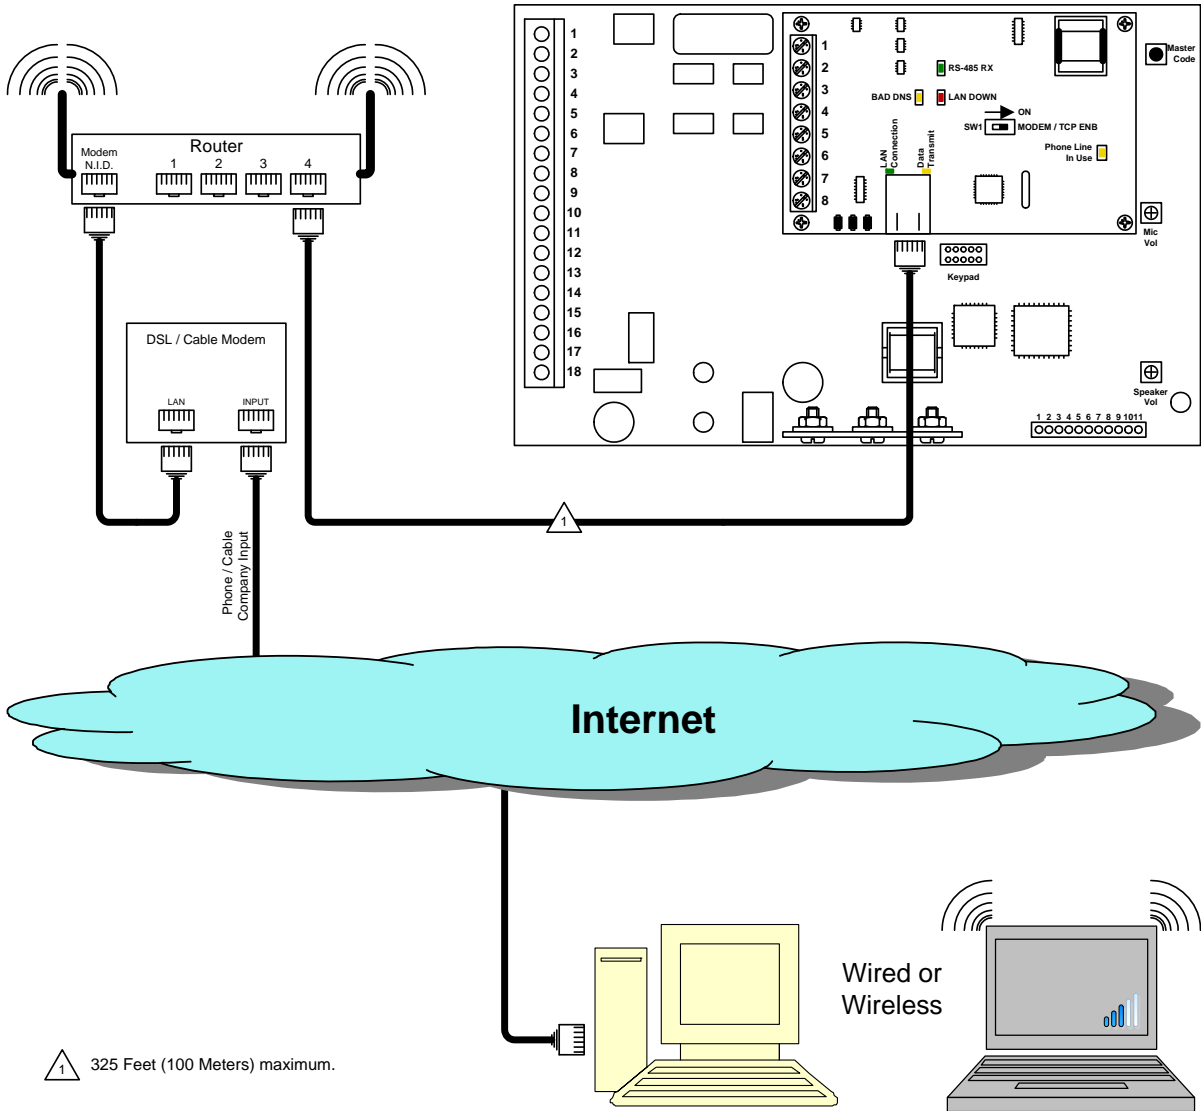 Router
Modem
N.I.D.
1
2
3
4
DSL / Cable Modem
LAN
INPUT
Phone / Cable
Company Input
1
1
2
3
4
5
6
7
8
9
10
11
12
13
14
15
16
17
18
1
2
3
4
5
6
7
8
RS-485 RX
BAD DNS
LAN DOWN
ON
SW1
MODEM / TCP ENB
Phone Line
In Use
LAN
Connection
Data
Transmit
Master
Code
Mic
Vol
Keypad
Speaker
Vol
1 2 3 4 5 6 7 8 9 10 11
Internet
Wired or
Wireless
1
325 Feet (100 Meters) maximum.